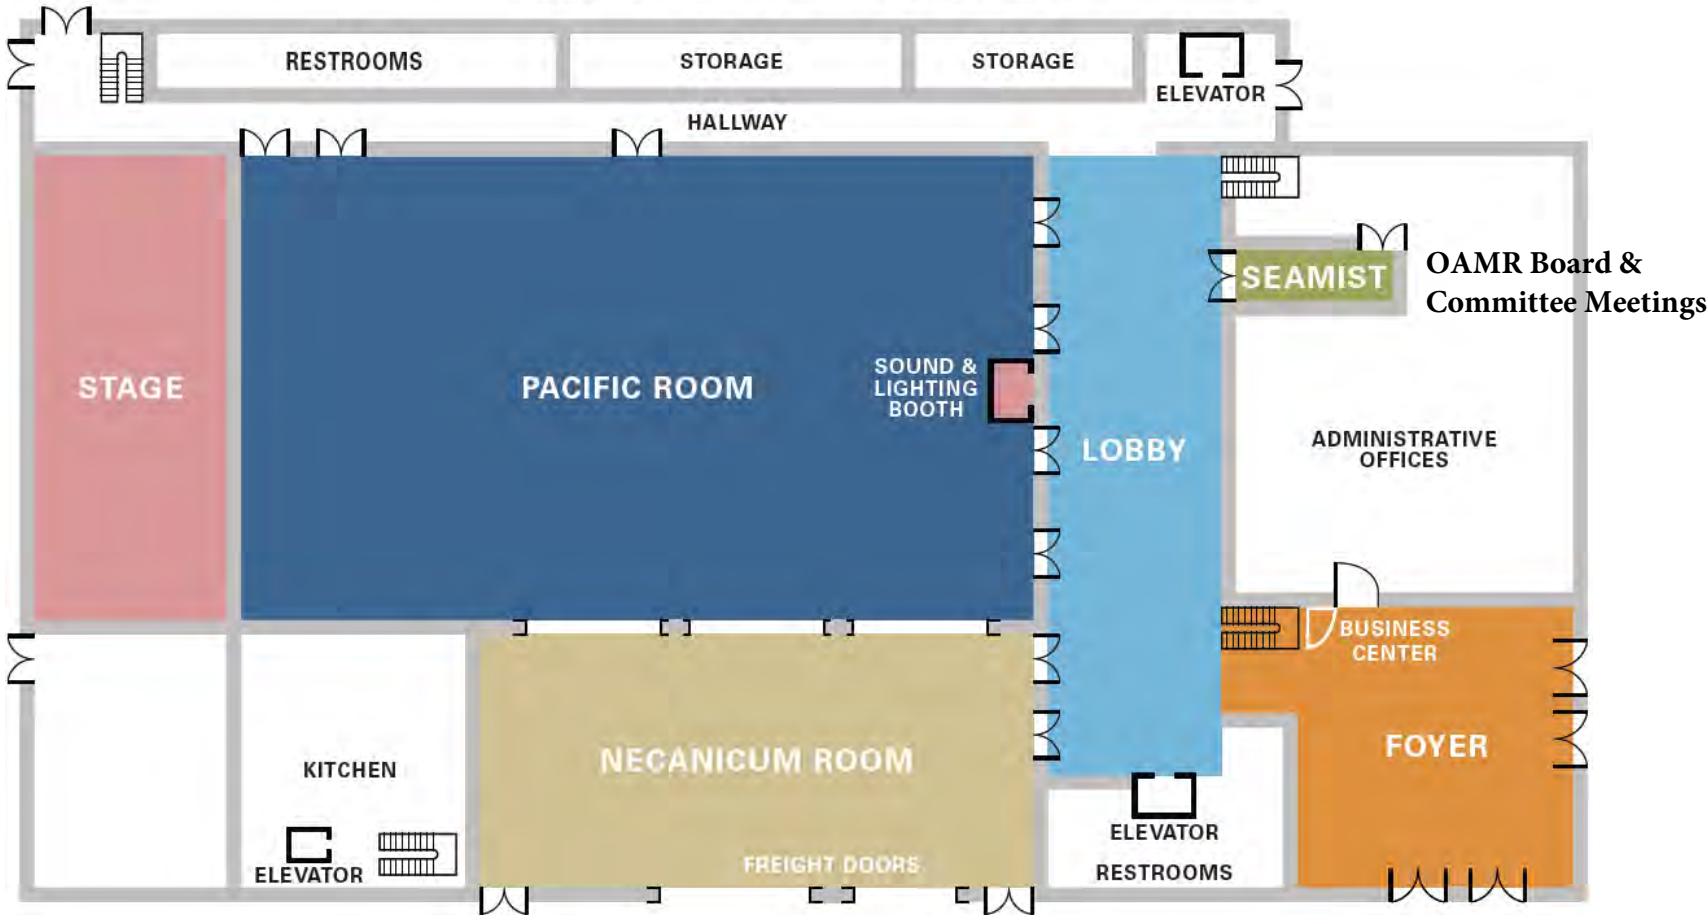 RESTROOMS
STORAGE
STORAGE
ELEVATOR
HALLWAY
SEAMIST
OAMR Board &
Committee Meetings
STAGE
PACIFIC ROOM
SOUND &
LIGHTING
BOOTH
LOBBY
ADMINISTRATIVE
OFFICES
BUSINESS
CENTER
FOYER
NECANICUM ROOM
KITCHEN
ELEVATOR
FREIGHT DOORS
ELEVATOR
RESTROOMS